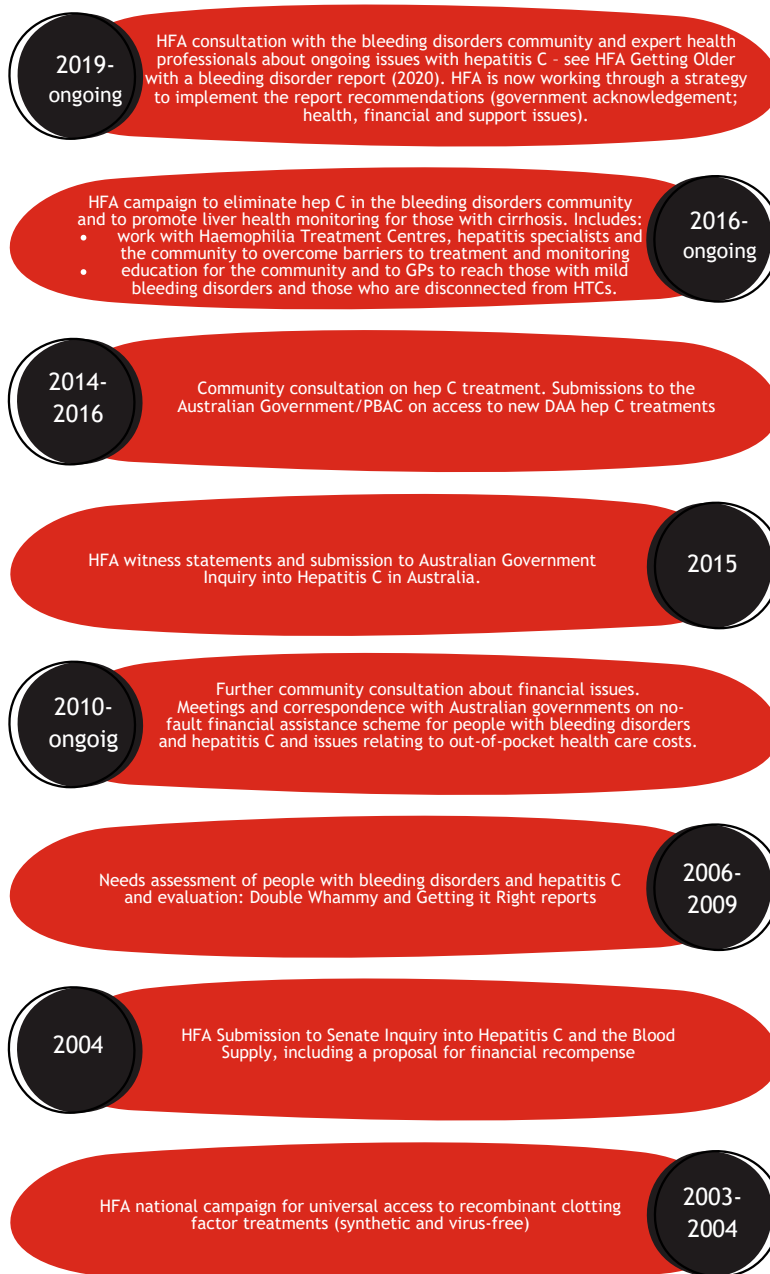 2019-
ongoing
HFA consultation with the bleeding disorders community and expert health
professionals about ongoing issues with hepatitis C – see HFA Getting Older
with a bleeding disorder report (2020). HFA is now working through a strategy
to implement the report recommendations (government acknowledgement;
health, financial and support issues).
HFA campaign to eliminate hep C in the bleeding disorders community
and to promote liver health monitoring for those with cirrhosis. Includes:
• work with Haemophilia Treatment Centres, hepatitis specialists and
the community to overcome barriers to treatment and monitoring
• education for the community and to GPs to reach those with mild
bleeding disorders and those who are disconnected from HTCs.
2016-
ongoing
2014-
2016
Community consultation on hep C treatment. Submissions to the
Australian Government/PBAC on access to new DAA hep C treatments
HFA witness statements and submission to Australian Government
Inquiry into Hepatitis C in Australia.
2015
2010-
ongoig
Further community consultation about financial issues.
Meetings and correspondence with Australian governments on no-
fault financial assistance scheme for people with bleeding disorders
and hepatitis C and issues relating to out-of-pocket health care costs.
Needs assessment of people with bleeding disorders and hepatitis C
and evaluation: Double Whammy and Getting it Right reports
2006-
2009
2004
HFA Submission to Senate Inquiry into Hepatitis C and the Blood
Supply, including a proposal for financial recompense
HFA national campaign for universal access to recombinant clotting
factor treatments (synthetic and virus-free)
2003-
2004